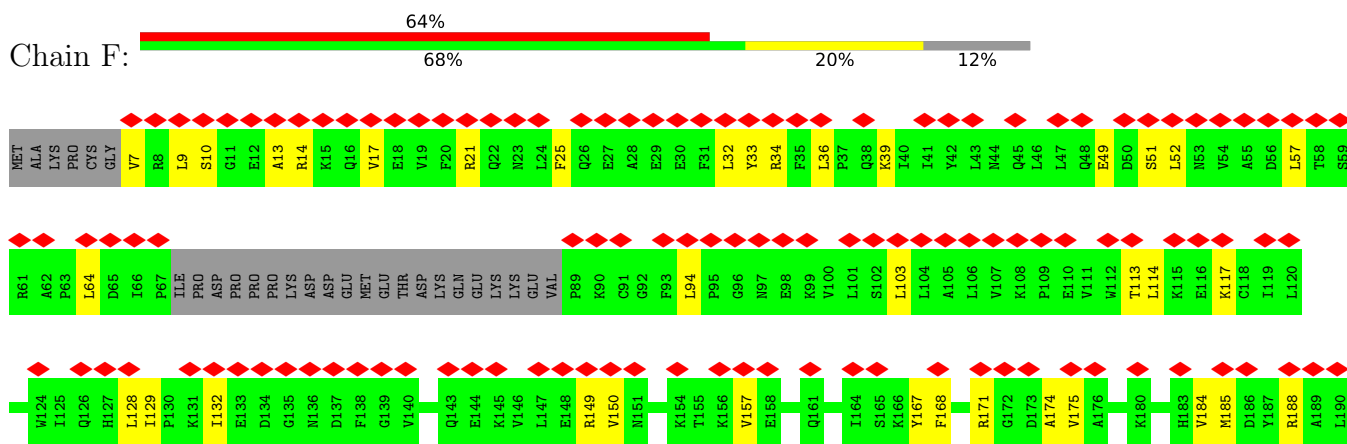 64%
Chain F:
68% 20% 12%
MET ALA LYS PRO CYS GLY V7 R8 L9 S10 G11 E12 A13 R14 K15 Q16 V17 E18 V19 F20 R21 Q22 N23 L24 F25 Q26 E27 A28 E29 E30 F31 L32 Y33 R34 F35 L36 P37 Q38 K39 I40 I41 Y42 L43 N44 Q45 L46 L47 Q48 E49 D50 S51 L52 N53 V54 A55 D56 L57 T58 S59
R61 A62 P63 L64 D65 I66 P67 ILE PRO ASP PRO PRO PRO LYS ASP ASP GLU MET GLU THR ASP LYS GLN GLU LYS LYS GLU VAL P89 K90 C91 G92 F93 L94 P95 G96 N97 E98 K99 V100 L101 S102 L103 L104 A105 L106 V107 K108 P109 E110 V111 W112 T113 L114 K115 E116 K117 C118 I119 L120
W124 I125 Q126 H127 L128 I129 P130 K131 I132 E133 D134 G135 N136 D137 F138 G139 V140 Q143 E144 K145 V146 L147 E148 R149 V150 N151 K154 T155 K156 V157 E158 Q161 I164 S165 K166 Y167 F168 R171 G172 D173 A174 V175 A176 K180 H183 V184 M185 D186 Y187 R188 A189 L190